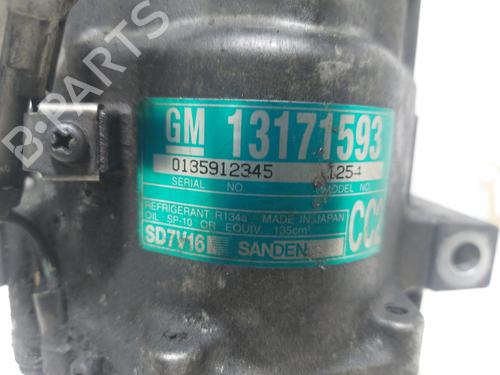 GM 13171593
0135912345 1254
SERIAL NO. MODEL NO.
REFRIGERANT: R134a MADE IN JAPAN
OIL: SP-10 OR EQUIV. 135cm³
SD7V16 SANDEN
B-PARTS